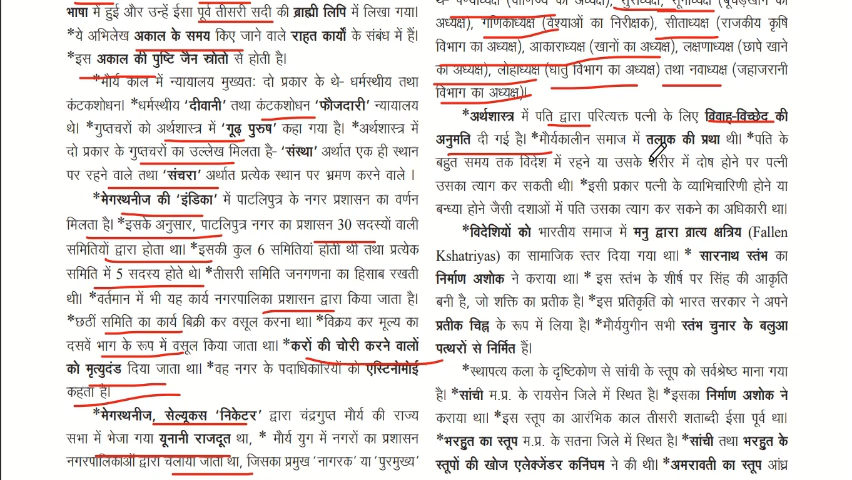 भाषा में हुई और उन्हें ईसा पूर्व तीसरी सदी की ब्राह्मी लिपि में लिखा गया।
*ये अभिलेख अकाल के समय किए जाने वाले राहत कार्यों के संबंध में हैं।
*इस अकाल की पुष्टि जैन स्रोतो से होती है।
*मौर्य काल में न्यायालय मुख्यतः दो प्रकार के थे- धर्मस्थीय तथा
कंटकशोधन। *धर्मस्थीय 'दीवानी' तथा कंटकशोधन 'फौजदारी' न्यायालय
थे। *गुप्तचरों को अर्थशास्त्र में 'गूढ़ पुरुष' कहा गया है। *अर्थशास्त्र में
दो प्रकार के गुप्तचरों का उल्लेख मिलता है- 'संस्था' अर्थात एक ही स्थान
पर रहने वाले तथा 'संचरा' अर्थात प्रत्येक स्थान पर भ्रमण करने वाले ।
*मेगस्थनीज की 'इंडिका' में पाटलिपुत्र के नगर प्रशासन का वर्णन
मिलता है। *इसके अनुसार, पाटलिपुत्र नगर का प्रशासन 30 सदस्यों वाली
समितियों द्वारा होता था। *इसकी कुल 6 समितियां होती थीं तथा प्रत्येक
समिति में 5 सदस्य होते थे। *तीसरी समिति जनगणना का हिसाब रखती
थी। *वर्तमान में भी यह कार्य नगरपालिका प्रशासन द्वारा किया जाता है।
*छठीं समिति का कार्य बिक्री कर वसूल करना था। *विक्रय कर मूल्य का
दसवें भाग के रूप में वसूल किया जाता था। *करों की चोरी करने वालों
को मृत्युदंड दिया जाता था। *वह नगर के पदाधिकारियों को एस्टिनोमोई
कहता है।
*मेगस्थनीज, सेल्यूकस 'निकेटर' द्वारा चंद्रगुप्त मौर्य की राज्य
सभा में भेजा गया यूनानी राजदूत था, * मौर्य युग में नगरों का प्रशासन
नगरपालिकाओं द्वारा चलाया जाता था, जिसका प्रमुख 'नागरक' या 'पुरमुख्य'
थे- पण्याध्यक्ष (वाणिज्य का अध्यक्ष), सुराध्यक्ष, सूनाध्यक्ष (बूचड़खाने का
अध्यक्ष), गणिकाध्यक्ष (वेश्याओं का निरीक्षक), सीताध्यक्ष (राजकीय कृषि
विभाग का अध्यक्ष), आकाराध्यक्ष (खानों का अध्यक्ष), लक्षणाध्यक्ष (छापे खाने
का अध्यक्ष), लोहाध्यक्ष (धातु विभाग का अध्यक्ष) तथा नवाध्यक्ष (जहाजरानी
विभाग का अध्यक्ष)।
*अर्थशास्त्र में पति द्वारा परित्यक्त पत्नी के लिए विवाह-विच्छेद की
अनुमति दी गई है। *मौर्यकालीन समाज में तलाक की प्रथा थी। *पति के
बहुत समय तक विदेश में रहने या उसके शरीर में दोष होने पर पत्नी
उसका त्याग कर सकती थी। *इसी प्रकार पत्नी के व्याभिचारिणी होने या
बन्ध्या होने जैसी दशाओं में पति उसका त्याग कर सकने का अधिकारी था।
*विदेशियों को भारतीय समाज में मनु द्वारा व्रात्य क्षत्रिय (Fallen
Kshatriyas) का सामाजिक स्तर दिया गया था। * सारनाथ स्तंभ का
निर्माण अशोक ने कराया था। * इस स्तंभ के शीर्ष पर सिंह की आकृति
बनी है, जो शक्ति का प्रतीक है। *इस प्रतिकृति को भारत सरकार ने अपने
प्रतीक चिह्न के रूप में लिया है। *मौर्ययुगीन सभी स्तंभ चुनार के बलुआ
पत्थरों से निर्मित हैं।
*स्थापत्य कला के दृष्टिकोण से सांची के स्तूप को सर्वश्रेष्ठ माना गया
है। *सांची म.प्र. के रायसेन जिले में स्थित है। *इसका निर्माण अशोक ने
कराया था। *इस स्तूप का आरंभिक काल तीसरी शताब्दी ईसा पूर्व था।
*भरहुत का स्तूप म.प्र. के सतना जिले में स्थित है। *सांची तथा भरहुत के
स्तूपों की खोज एलेक्जेंडर कनिंघम ने की थी। *अमरावती का स्तूप आंध्र